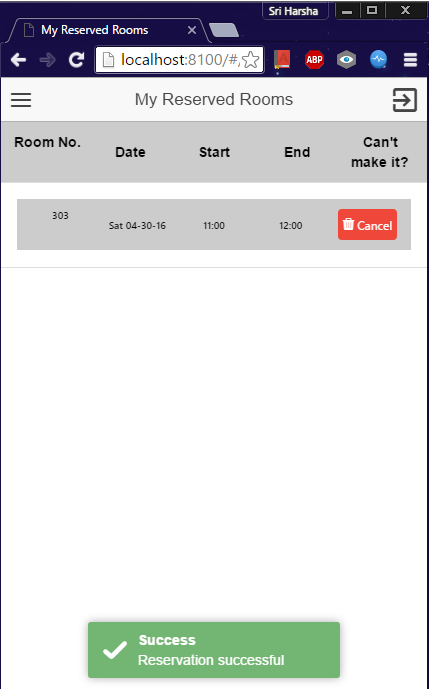 Sri Harsha
My Reserved Rooms
localhost:8100/#,
ABP
My Reserved Rooms
Room No. Date Start End Can't
make it?
303 Sat 04-30-16 11:00 12:00 Cancel
Success
Reservation successful